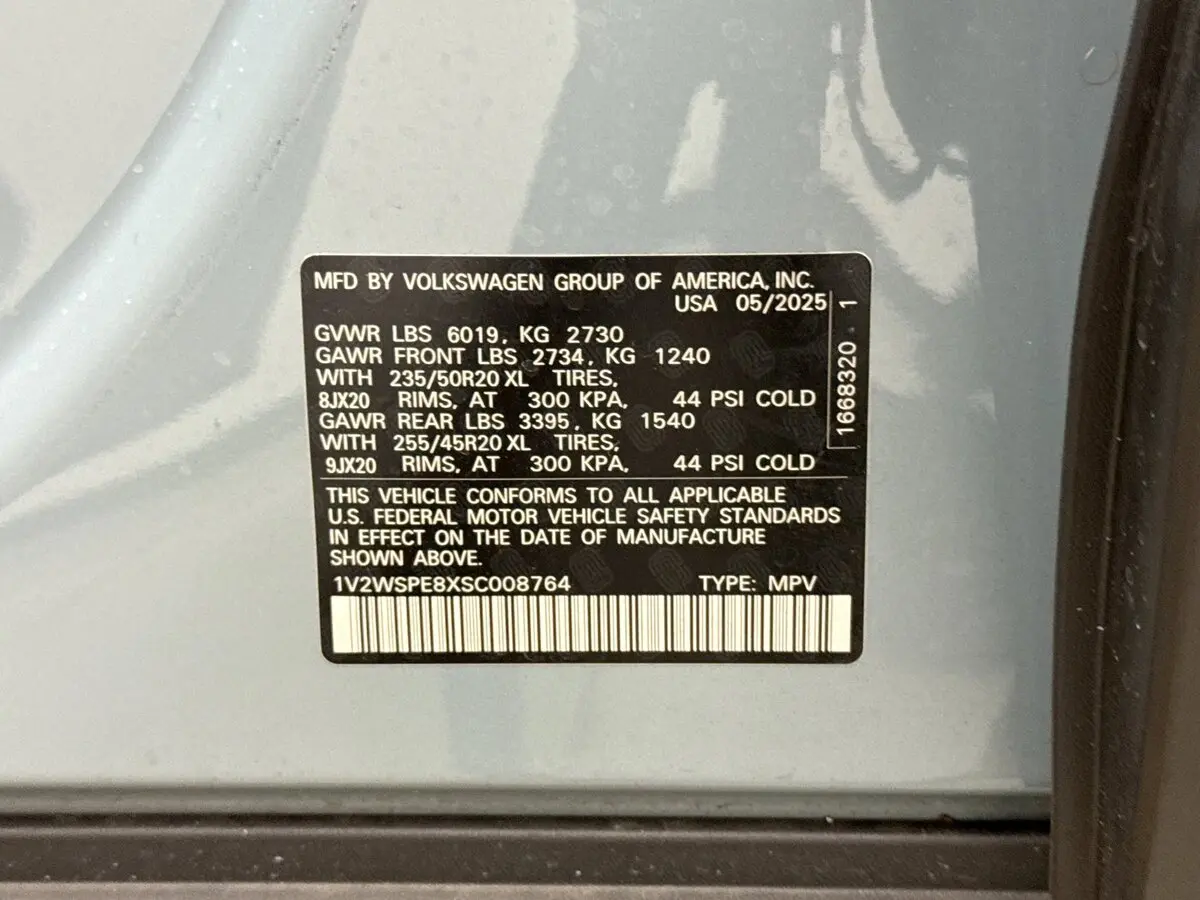 MFD BY VOLKSWAGEN GROUP OF AMERICA, INC.
USA 05/2025
GVWR LBS 6019, KG 2730
GAWR FRONT LBS 2734, KG 1240
WITH 235/50R20 XL TIRES,
8JX20 RIMS, AT 300 KPA, 44 PSI COLD
GAWR REAR LBS 3395, KG 1540
WITH 255/45R20 XL TIRES,
9JX20 RIMS, AT 300 KPA, 44 PSI COLD
1668320 1
THIS VEHICLE CONFORMS TO ALL APPLICABLE
U.S. FEDERAL MOTOR VEHICLE SAFETY STANDARDS
IN EFFECT ON THE DATE OF MANUFACTURE
SHOWN ABOVE.
1V2WSPE8XSC008764 TYPE: MPV